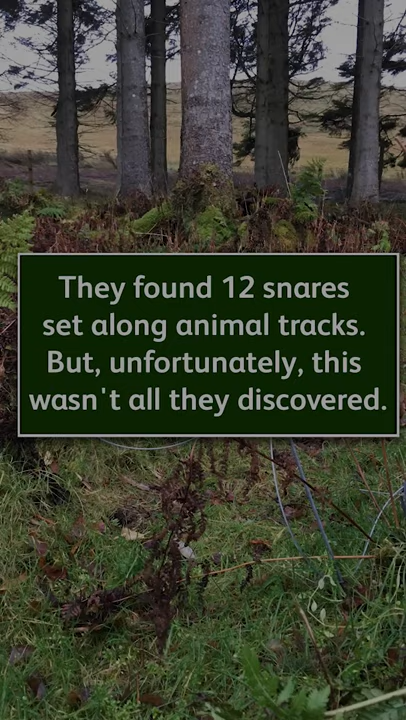 They found 12 snares
set along animal tracks.
But, unfortunately, this
wasn't all they discovered.